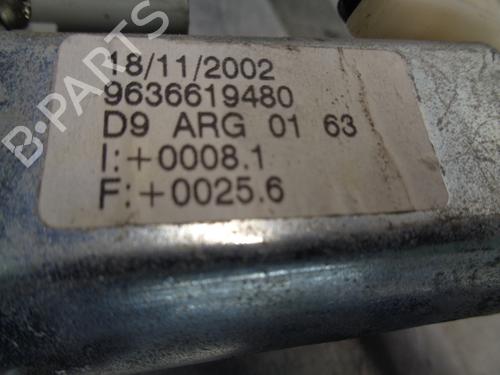 B-PARTS
18/11/2002
9636619480
D9 ARG 01 63
I:+0008.1
F:+0025.6